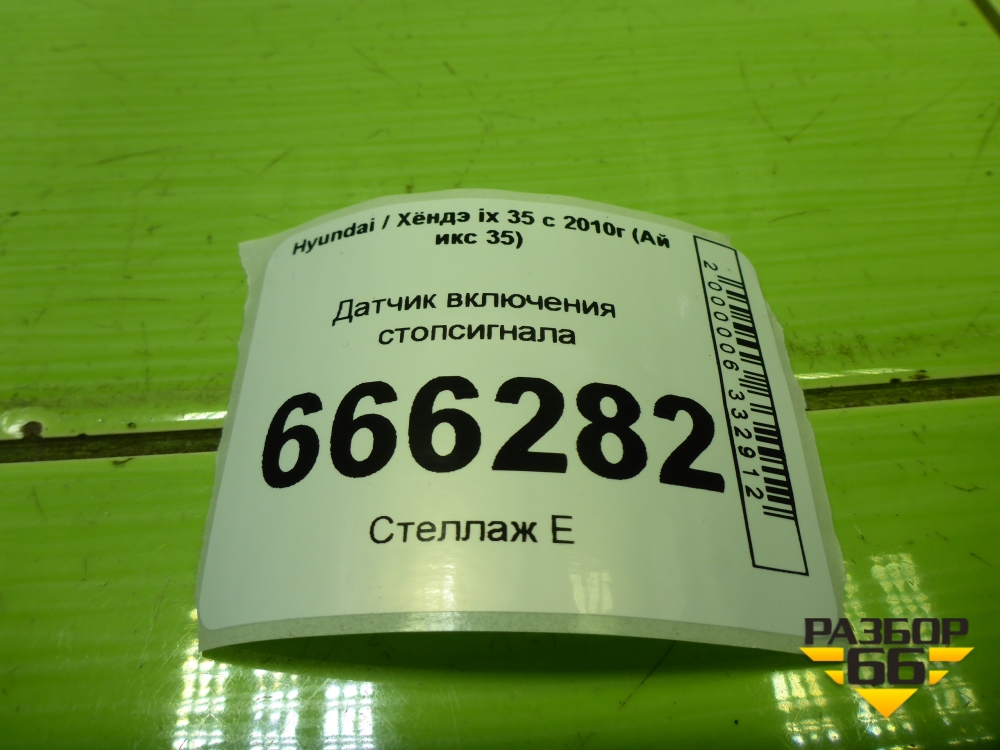 Hyundai / Хёндэ ix 35 с 2010г (Ай
икс 35)
Датчик включения
стопсигнала
666282
Стеллаж Е
2000006332912
РАЗБОР
66